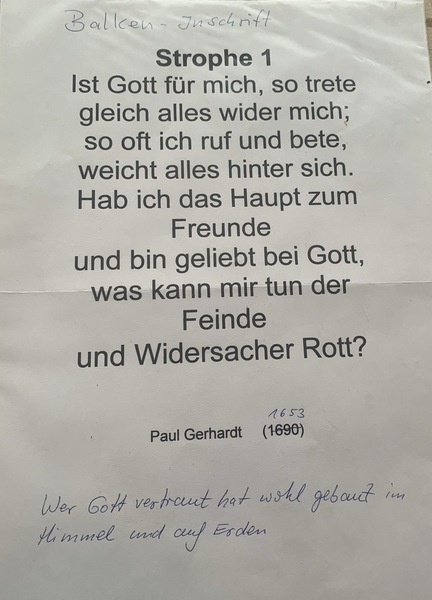 Balken-Inschrift
Strophe 1
Ist Gott für mich, so trete
gleich alles wider mich;
so oft ich ruf und bete,
weicht alles hinter sich.
Hab ich das Haupt zum
Freunde
und bin geliebt bei Gott,
was kann mir tun der
Feinde
und Widersacher Rott?
1653
Paul Gerhardt (1690)
Wer Gott vertraut hat wohl gebaut im
Himmel und auf Erden